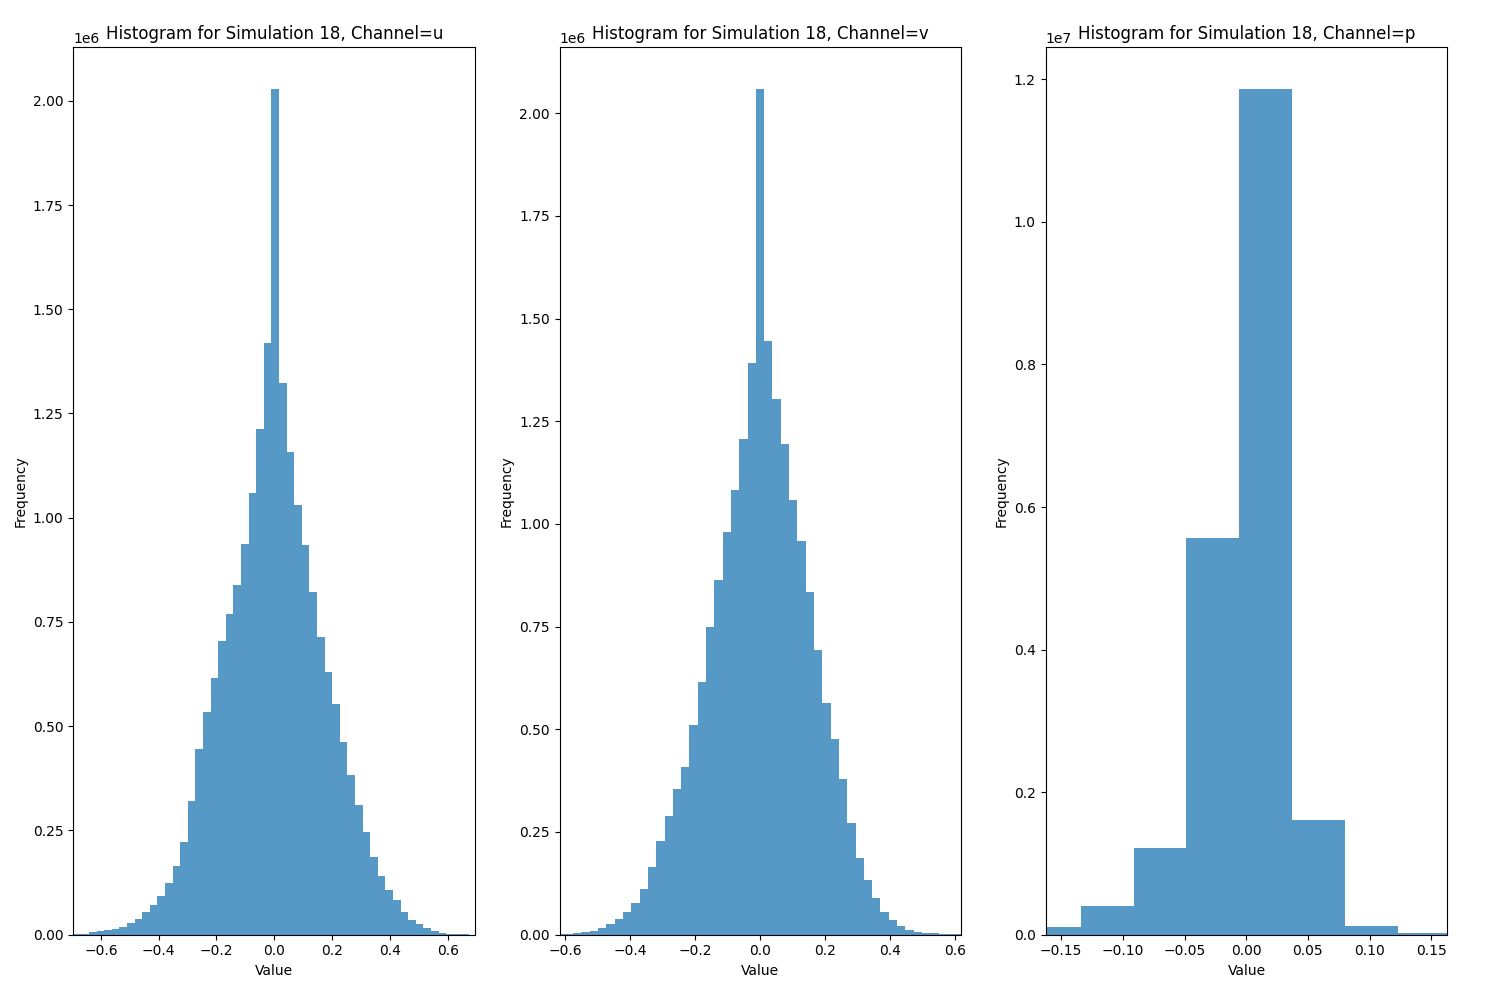 Histogram for Simulation 18, Channel=u
1e6
2.00
1.75
1.50
1.25
1.00
0.75
0.50
0.25
0.00
Frequency
−0.6 −0.4 −0.2 0.0 0.2 0.4 0.6
Value
Histogram for Simulation 18, Channel=v
1e6
2.00
1.75
1.50
1.25
1.00
0.75
0.50
0.25
0.00
Frequency
−0.6 −0.4 −0.2 0.0 0.2 0.4 0.6
Value
Histogram for Simulation 18, Channel=p
1e7
1.2
1.0
0.8
0.6
0.4
0.2
0.0
Frequency
−0.15 −0.10 −0.05 0.00 0.05 0.10 0.15
Value